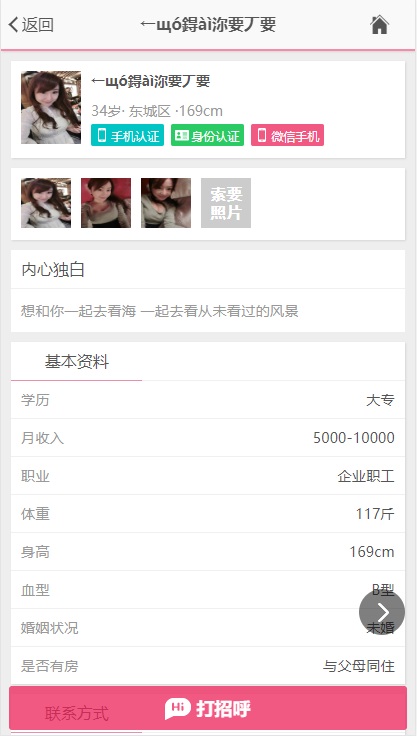 返回
←щó鍀àì沵要丆要
←щó鍀àì沵要丆要
34岁· 东城区 ·169cm
手机认证 身份认证 微信手机
索要
照片
内心独白
想和你一起去看海 一起去看从未看过的风景
基本资料
学历 大专
月收入 5000-10000
职业 企业职工
体重 117斤
身高 169cm
血型 B型
婚姻状况 未婚
是否有房 与父母同住
Hi 打招呼
联系方式